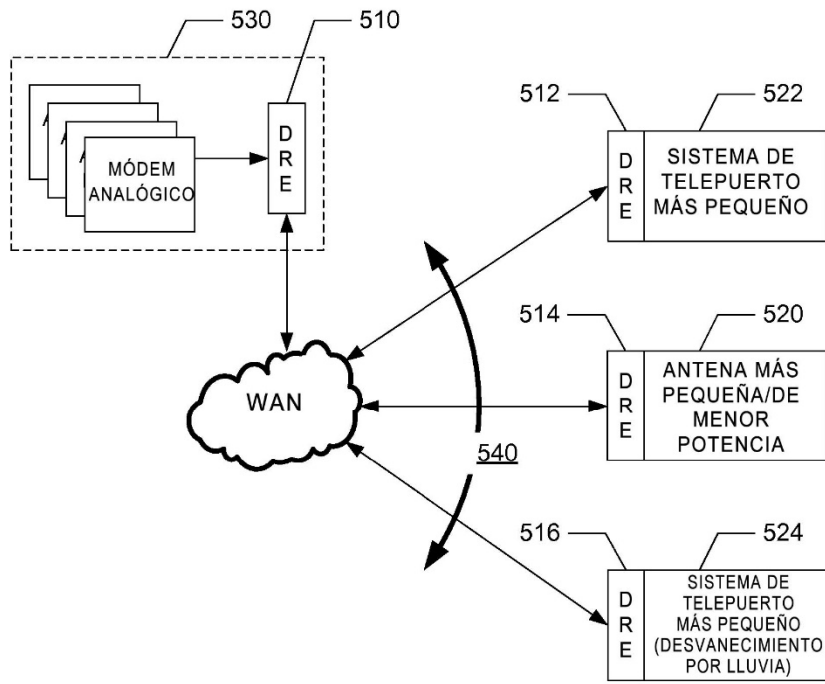 530
510
A
A
A
MÓDEM
ANALÓGICO
D
R
E
512
522
D
R
E
SISTEMA DE
TELEPUERTO
MÁS PEQUEÑO
WAN
540
514
520
D
R
E
ANTENA MÁS
PEQUEÑA/DE
MENOR
POTENCIA
516
524
D
R
E
SISTEMA DE
TELEPUERTO
MÁS PEQUEÑO
(DESVANECIMIENTO
POR LLUVIA)